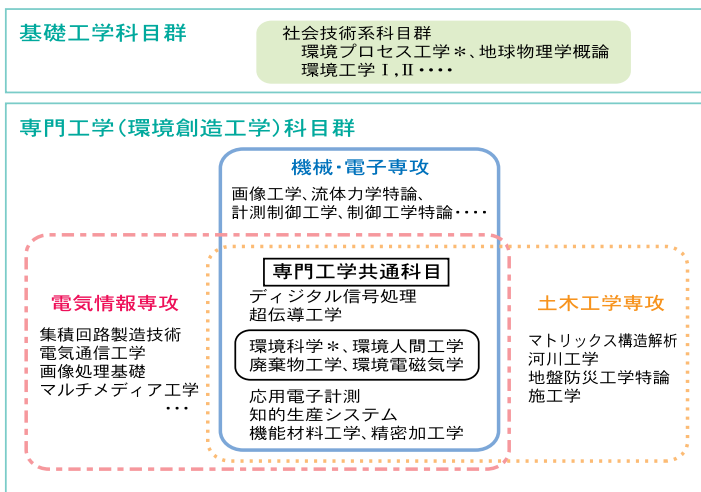 基礎工学科目群
社会技術系科目群
環境プロセス工学＊、地球物理学概論
環境工学Ⅰ,Ⅱ････
専門工学(環境創造工学)科目群
機械・電子専攻
画像工学、流体力学特論、
計測制御工学、制御工学特論････
電気情報専攻
集積回路製造技術
電気通信工学
画像処理基礎
マルチメディア工学
･･･
専門工学共通科目
ディジタル信号処理
超伝導工学
環境科学＊、環境人間工学
廃棄物工学、環境電磁気学
応用電子計測
知的生産システム
機能材料工学、精密加工学
土木工学専攻
マトリックス構造解析
河川工学
地盤防災工学特論
施工学